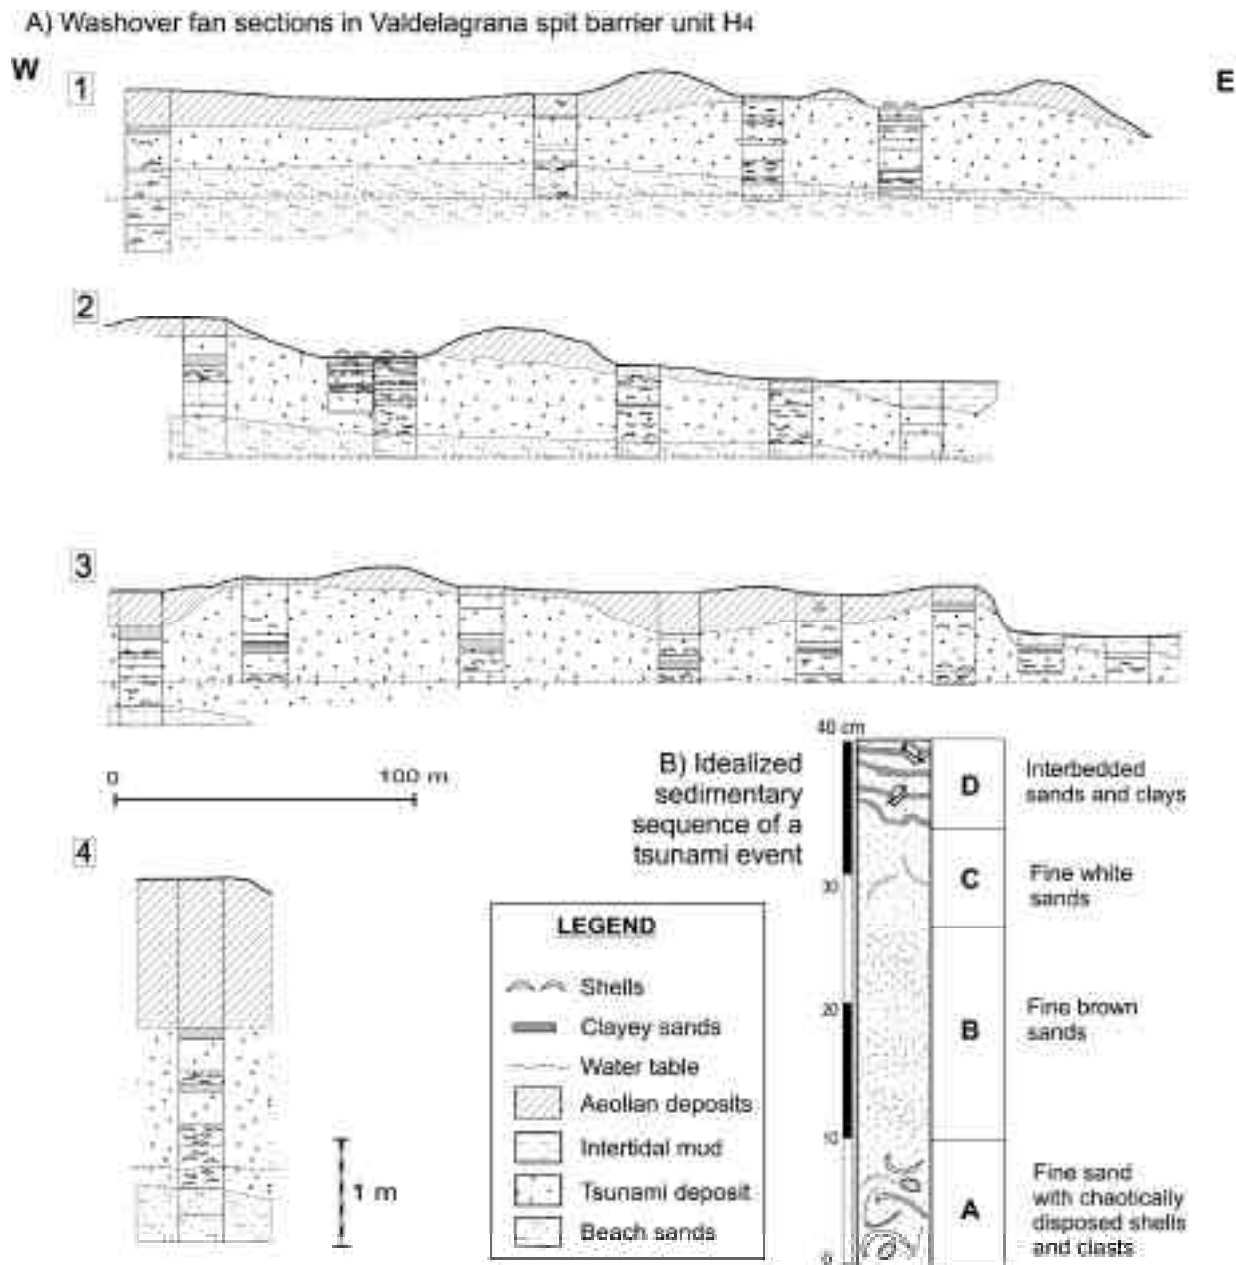 A) Washover fan sections in Valdelagrana spit barrier unit H4
W
E
1
2
3
0 100 m
4
1 m
LEGEND
Shells
Clayey sands
Water table
Aeolian deposits
Intertidal mud
Tsunami deposit
Beach sands
B) Idealized
sedimentary
sequence of a
tsunami event
40 cm
30
20
10
0
D
C
B
A
Interbedded
sands and clays
Fine white
sands
Fine brown
sands
Fine sand
with chaotically
disposed shells
and clasts